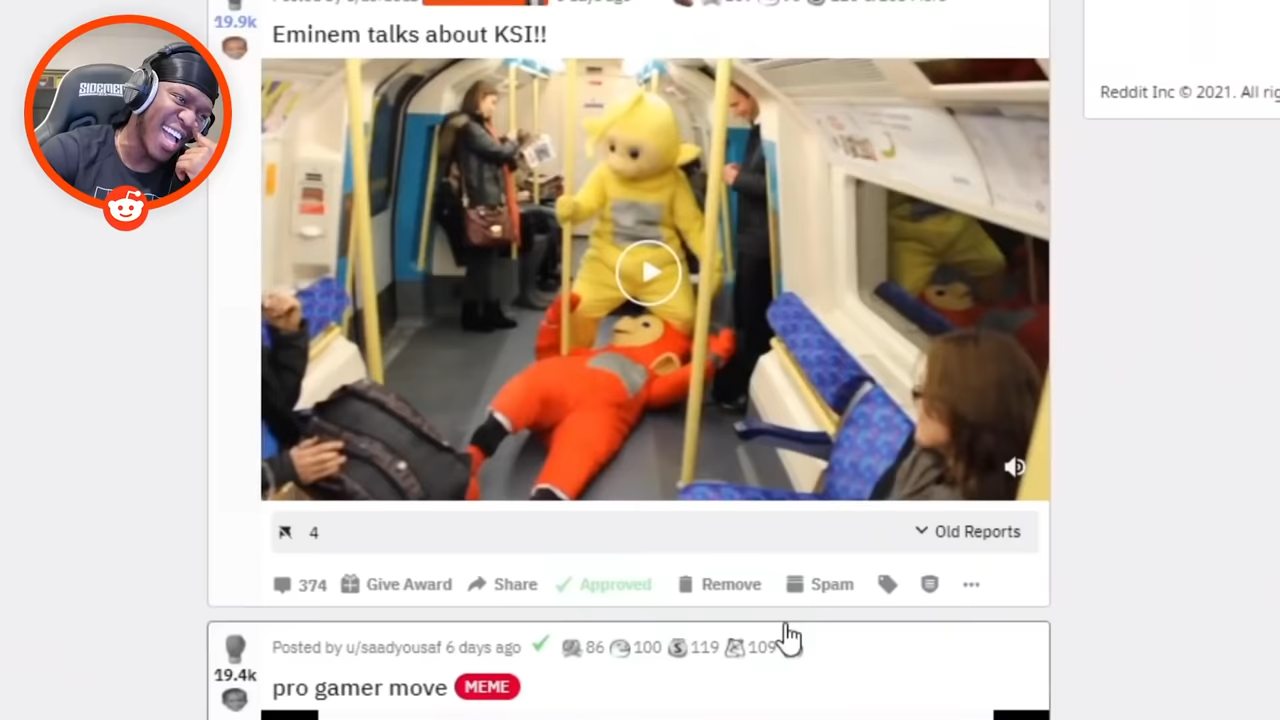 19.9k
Eminem talks about KSI!!
Reddit Inc © 2021. All rig
4
Old Reports
374 Give Award Share Approved Remove Spam
Posted by u/saadyousaf 6 days ago 86 100 119 109
19.4k
pro gamer move MEME